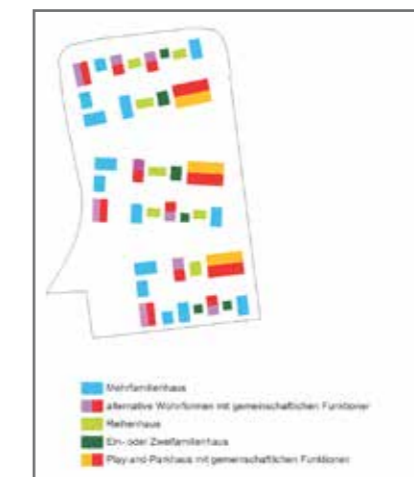 Mehrfamilienhaus
alternative Wohnformen mit gemeinschaftlichen Funktionen
Reihenhaus
Ein- oder Zweifamilienhaus
Play-and-Parkhaus mit gemeinschaftlichen Funktionen